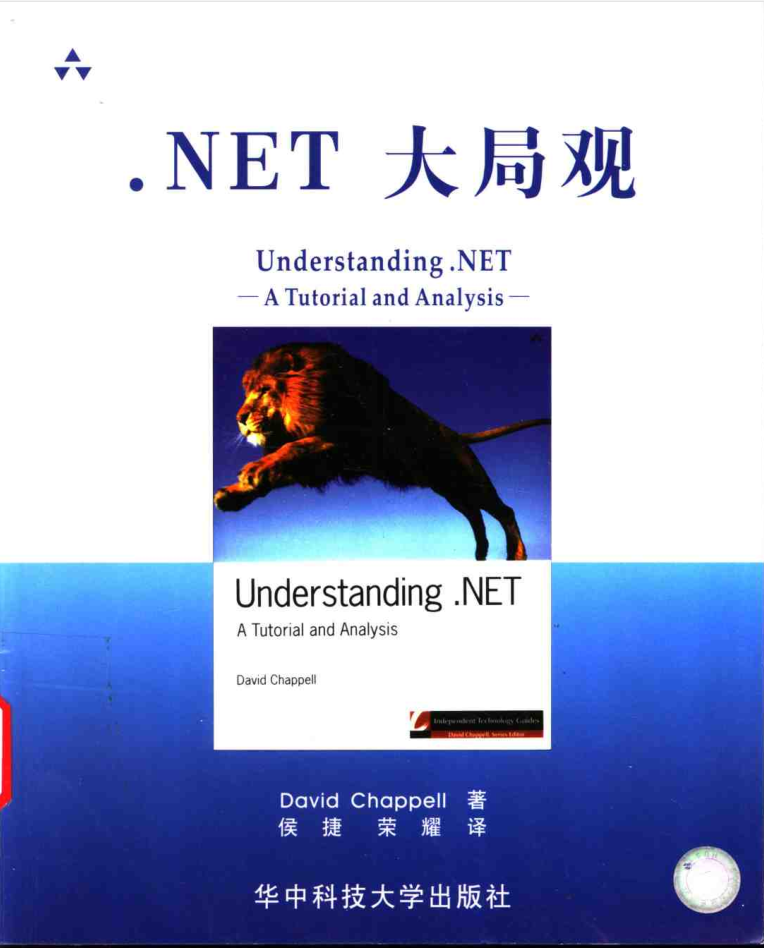 .NET 大局观
Understanding .NET
— A Tutorial and Analysis —
Understanding .NET
A Tutorial and Analysis
David Chappell
Independent Technology Guides
David Chappell, Series Editor
David Chappell 著
侯 捷 荣 耀 译
华中科技大学出版社